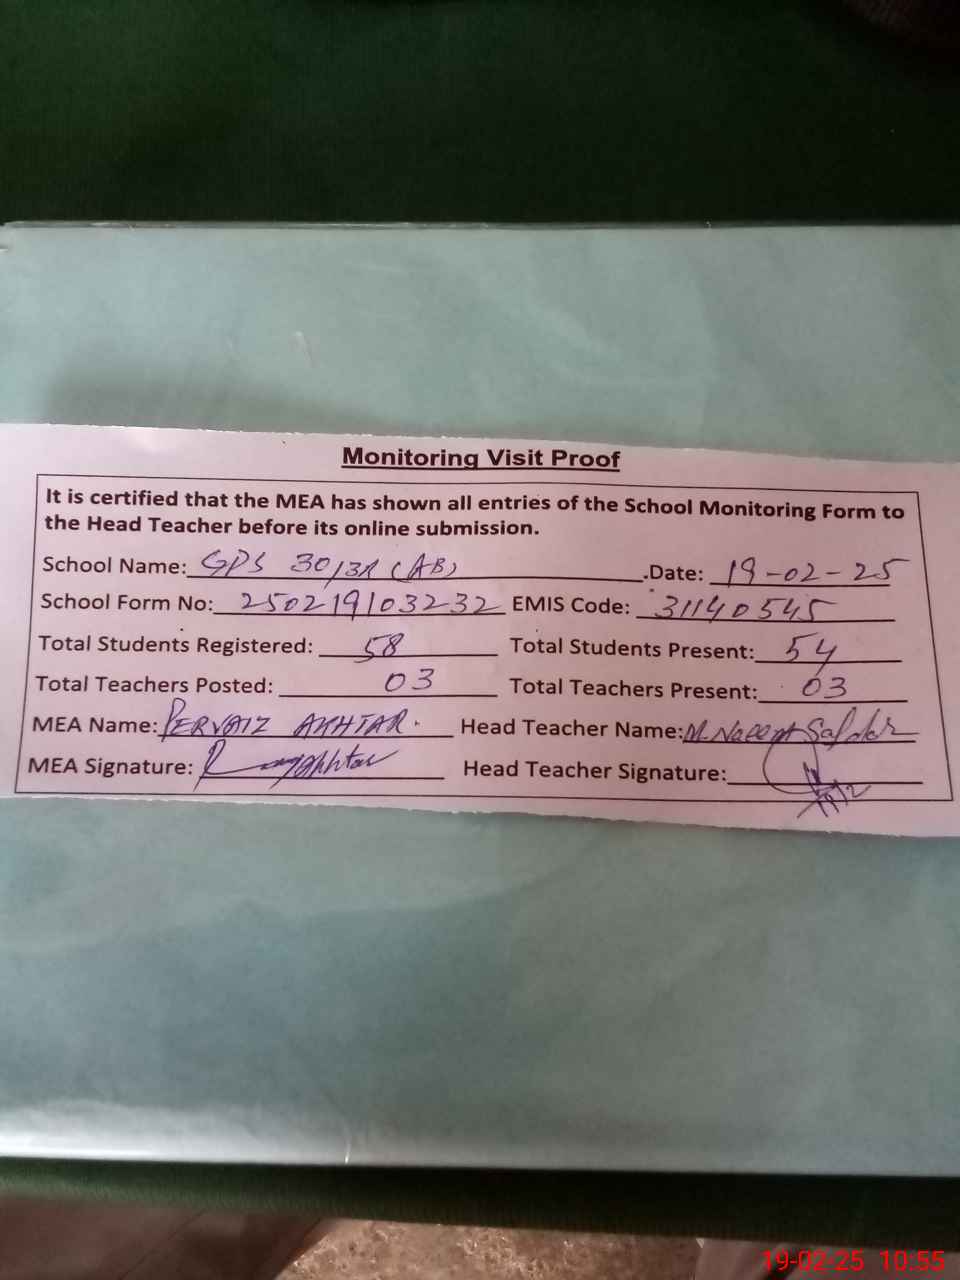 Monitoring Visit Proof
It is certified that the MEA has shown all entries of the School Monitoring Form to
the Head Teacher before its online submission.
School Name: GPS 30/3R (AB) .Date: 19-02-25
School Form No: 250219103232 EMIS Code: 31140545
Total Students Registered: 58 Total Students Present: 54
Total Teachers Posted: 03 Total Teachers Present: 03
MEA Name: PERVAIZ AKHTAR. Head Teacher Name: M. Naeem Safdar
MEA Signature: Head Teacher Signature:
19-02-25 10:55